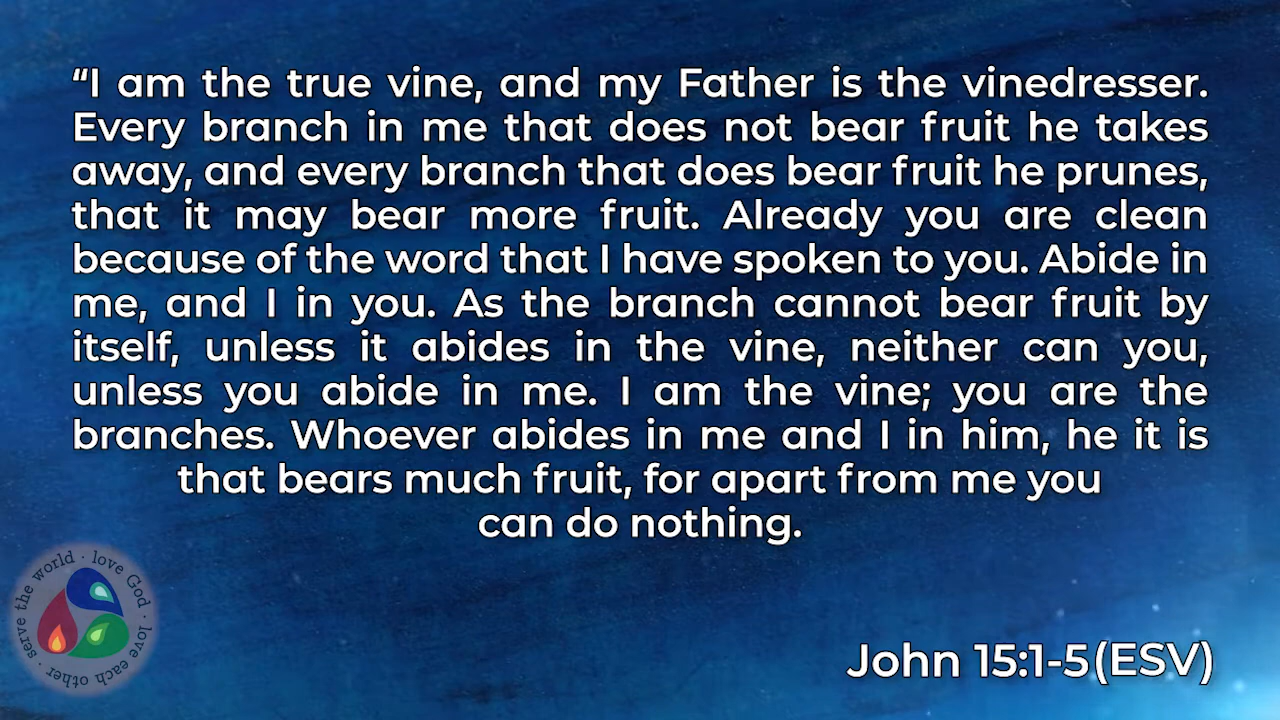 “I am the true vine, and my Father is the vinedresser.
Every branch in me that does not bear fruit he takes
away, and every branch that does bear fruit he prunes,
that it may bear more fruit. Already you are clean
because of the word that I have spoken to you. Abide in
me, and I in you. As the branch cannot bear fruit by
itself, unless it abides in the vine, neither can you,
unless you abide in me. I am the vine; you are the
branches. Whoever abides in me and I in him, he it is
that bears much fruit, for apart from me you
can do nothing.
love God · love each other · serve the world ·
John 15:1-5(ESV)